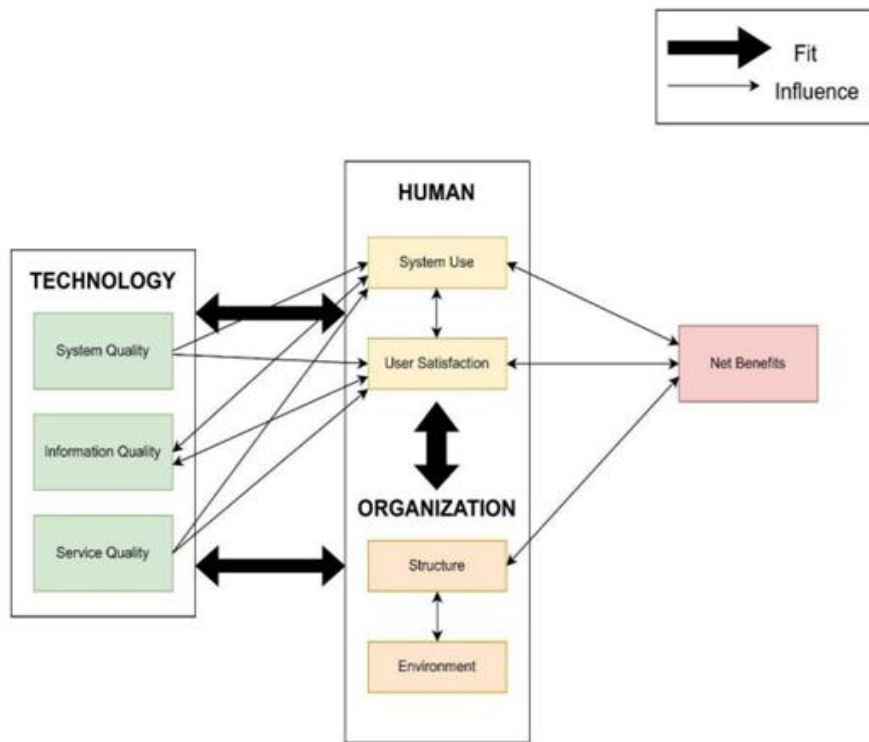 Fit
Influence
HUMAN
System Use
TECHNOLOGY
System Quality
User Satisfaction
Net Benefits
Information Quality
ORGANIZATION
Service Quality
Structure
Environment